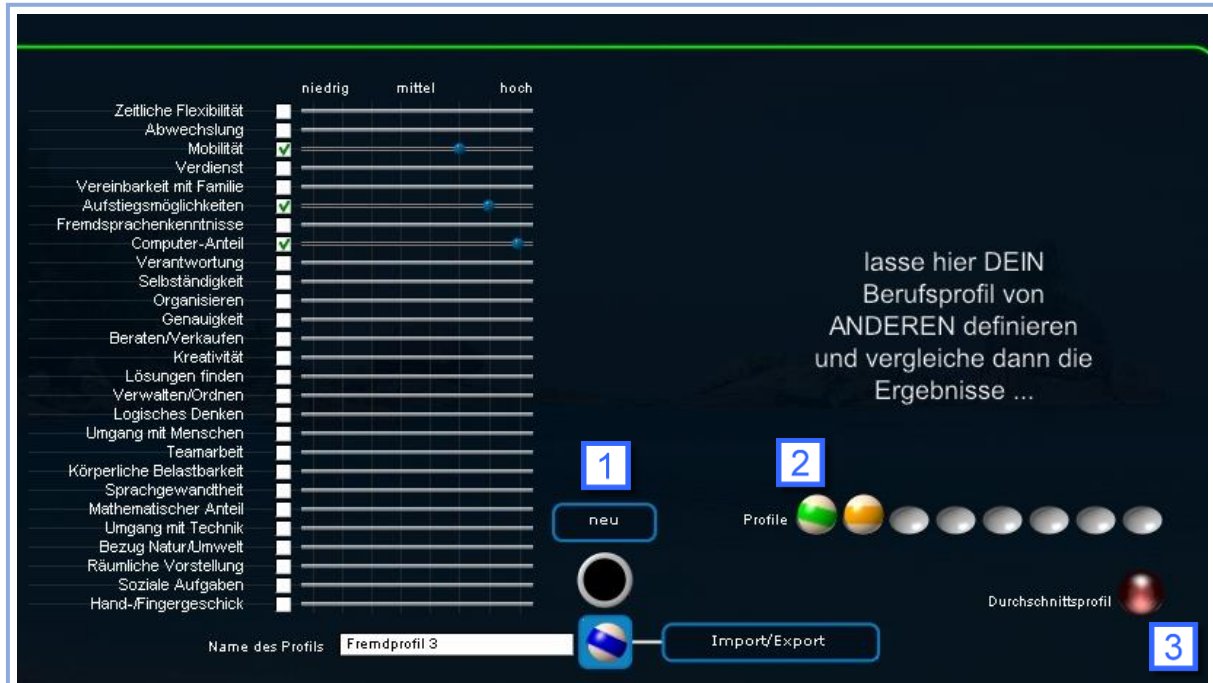 niedrig mittel hoch
Zeitliche Flexibilität
Abwechslung
Mobilität
Verdienst
Vereinbarkeit mit Familie
Aufstiegsmöglichkeiten
Fremdsprachenkenntnisse
Computer-Anteil
Verantwortung
Selbständigkeit
Organisieren
Genauigkeit
Beraten/Verkaufen
Kreativität
Lösungen finden
Verwalten/Ordnen
Logisches Denken
Umgang mit Menschen
Teamarbeit
Körperliche Belastbarkeit
Sprachgewandtheit
Mathematischer Anteil
Umgang mit Technik
Bezug Natur/Umwelt
Räumliche Vorstellung
Soziale Aufgaben
Hand-/Fingergeschick
Name des Profils Fremdprofil 3
1
neu
Import/Export
lasse hier DEIN
Berufsprofil von
ANDEREN definieren
und vergleiche dann die
Ergebnisse ...
2
Profile
Durchschnittsprofil
3